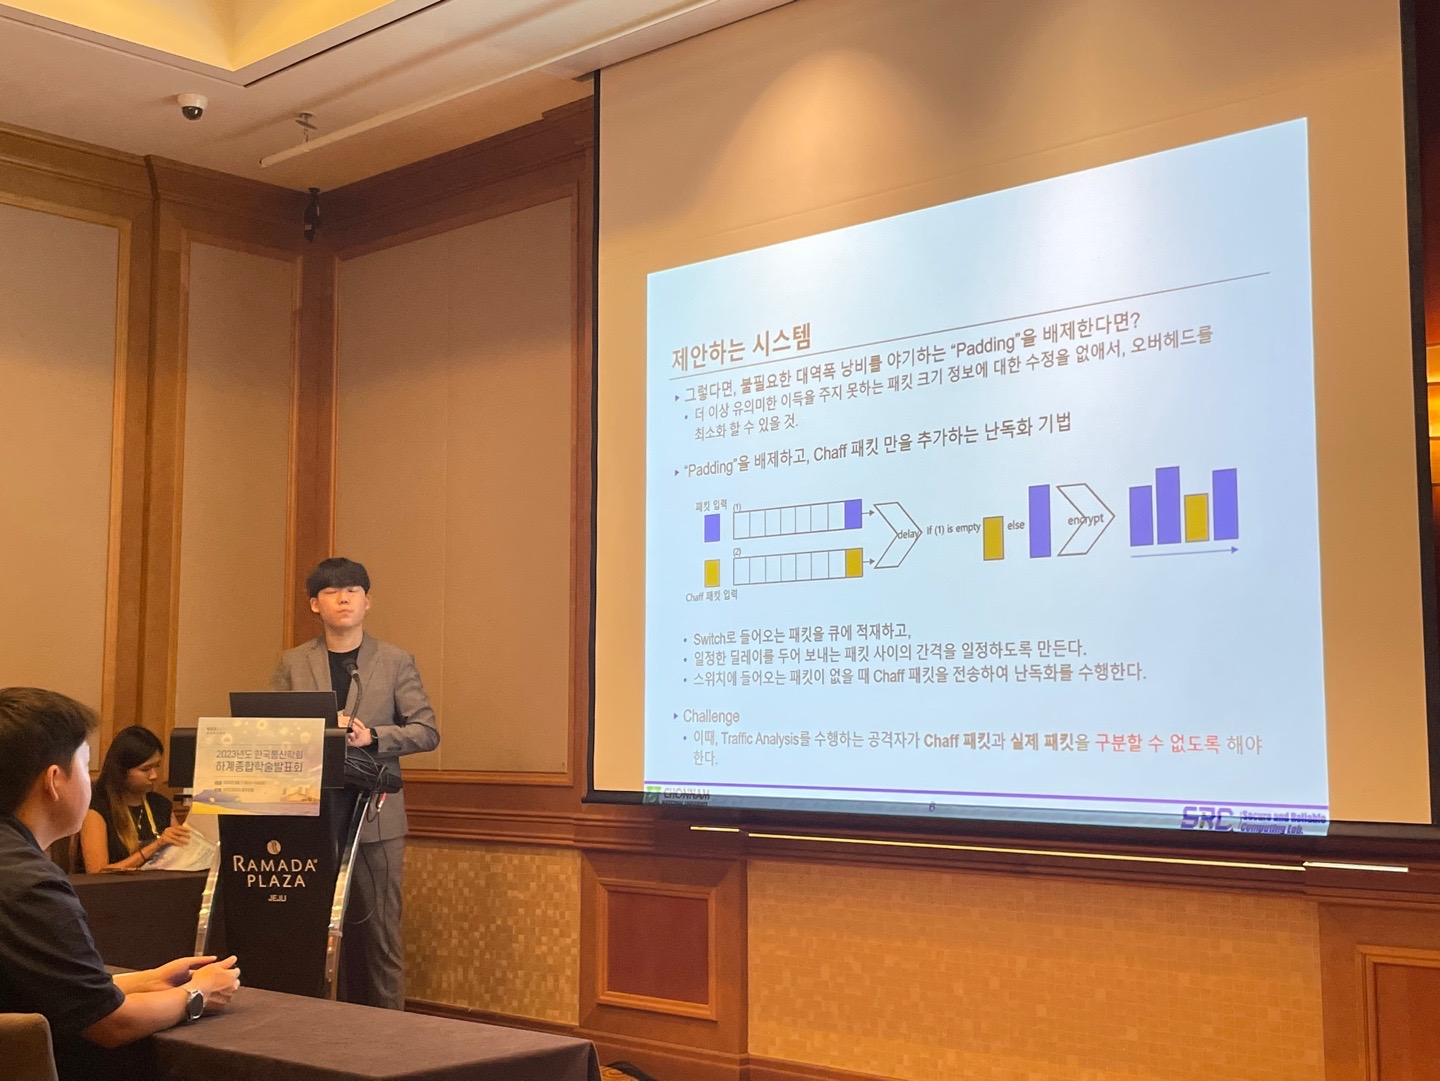 제안하는 시스템
▸ 그렇다면, 불필요한 대역폭 낭비를 야기하는 “Padding”을 배제한다면?
• 더 이상 유의미한 이득을 주지 못하는 패킷 크기 정보에 대한 수정을 없애서, 오버헤드를
최소화 할 수 있을 것.
▸ “Padding”을 배제하고, Chaff 패킷 만을 추가하는 난독화 기법
패킷 입력
(1)
delay
If (1) is empty
else
encrypt
(2)
Chaff 패킷 입력
• Switch로 들어오는 패킷을 큐에 적재하고,
• 일정한 딜레이를 두어 보내는 패킷 사이의 간격을 일정하도록 만든다.
• 스위치에 들어오는 패킷이 없을 때 Chaff 패킷을 전송하여 난독화를 수행한다.
▸ Challenge
• 이때, Traffic Analysis를 수행하는 공격자가 Chaff 패킷과 실제 패킷을 구분할 수 없도록 해야
한다.
CHONNAM
6
SRC
Secure and Reliable
Computing Lab.
2023년도 한국통신학회
하계종합학술발표회
RAMADA
PLAZA
JEJU